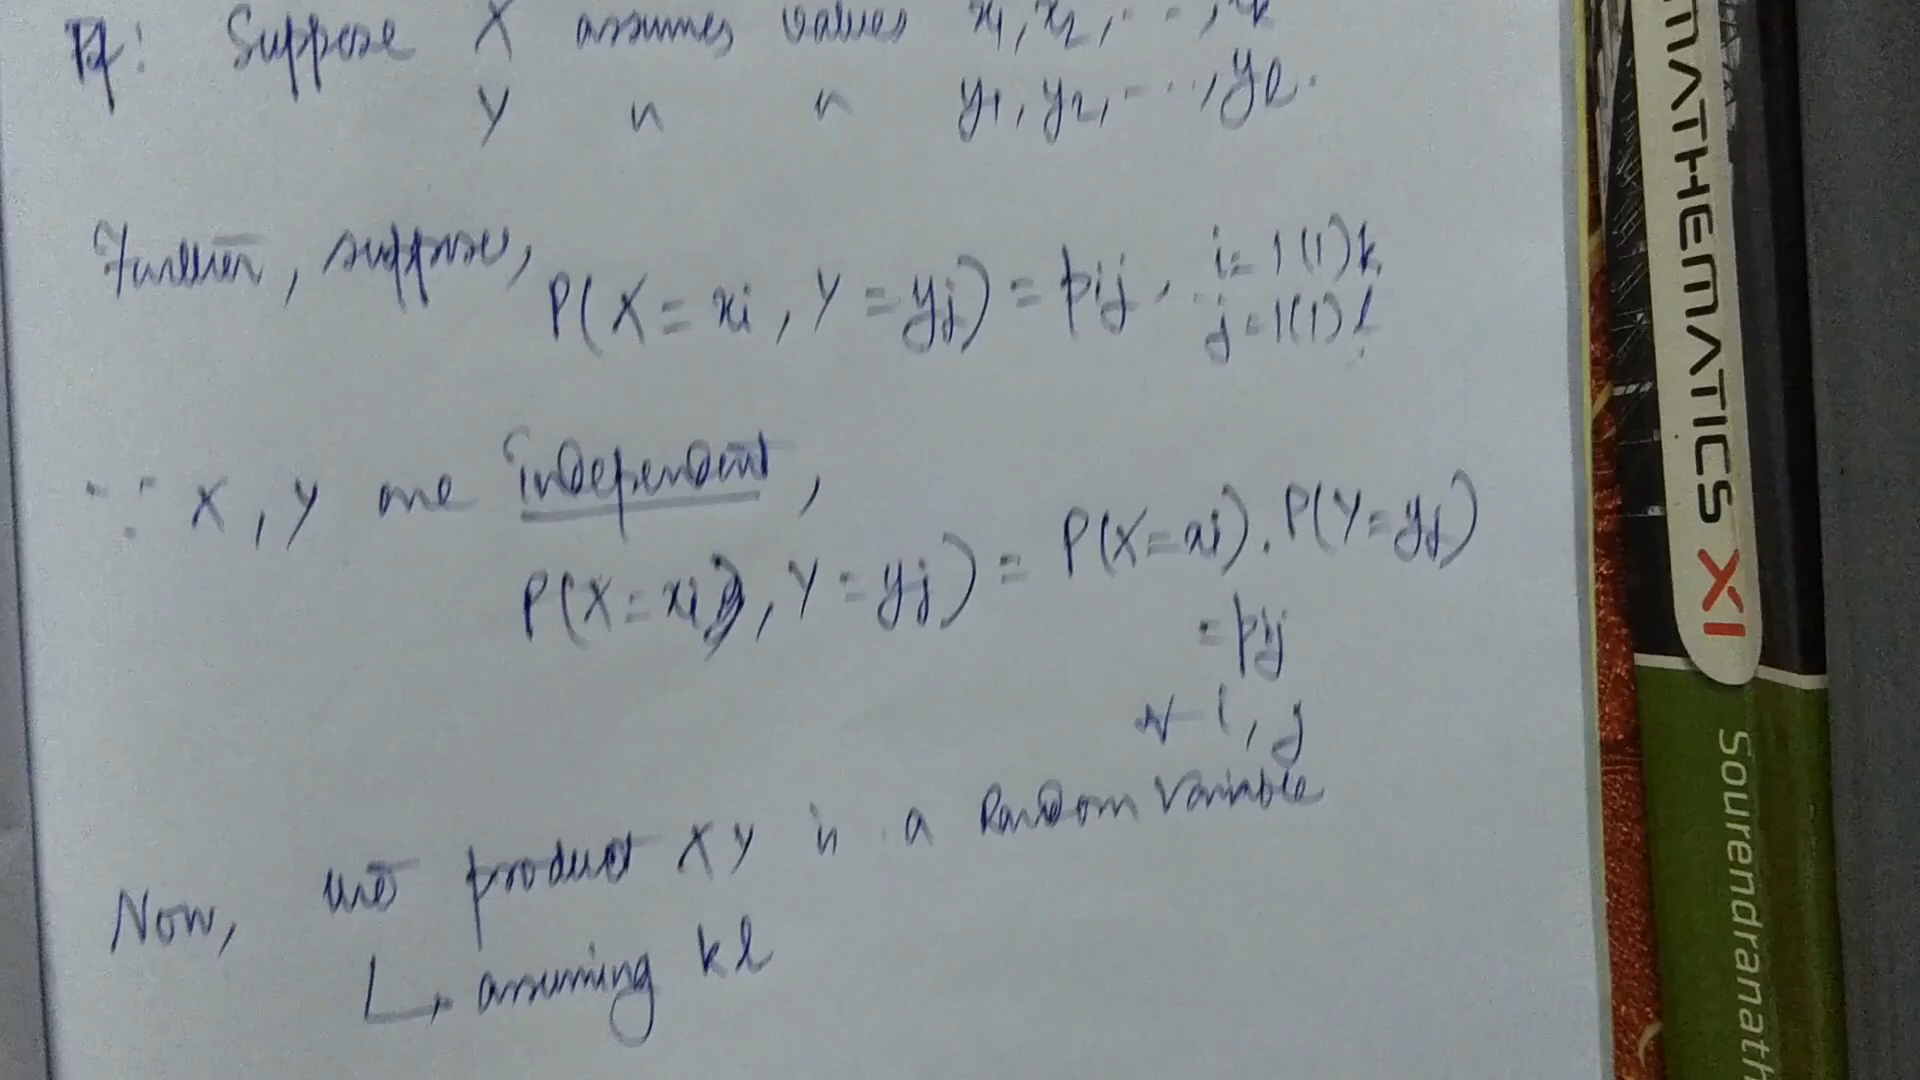 Pf: Suppose X assumes values x1, x2, ..., xk
Y " " y1, y2, ..., yl.
Further, suppose,
P(X = xi, Y = yj) = pij, i = 1(1)k
j = 1(1)l
∵ X, Y are independent,
P(X = xi, Y = yj) = P(X = xi). P(Y = yj)
= pij
∀ i, j
Now, the product XY is a Random Variable
↳ assuming kl
MATHEMATICS XI
Sourendranath